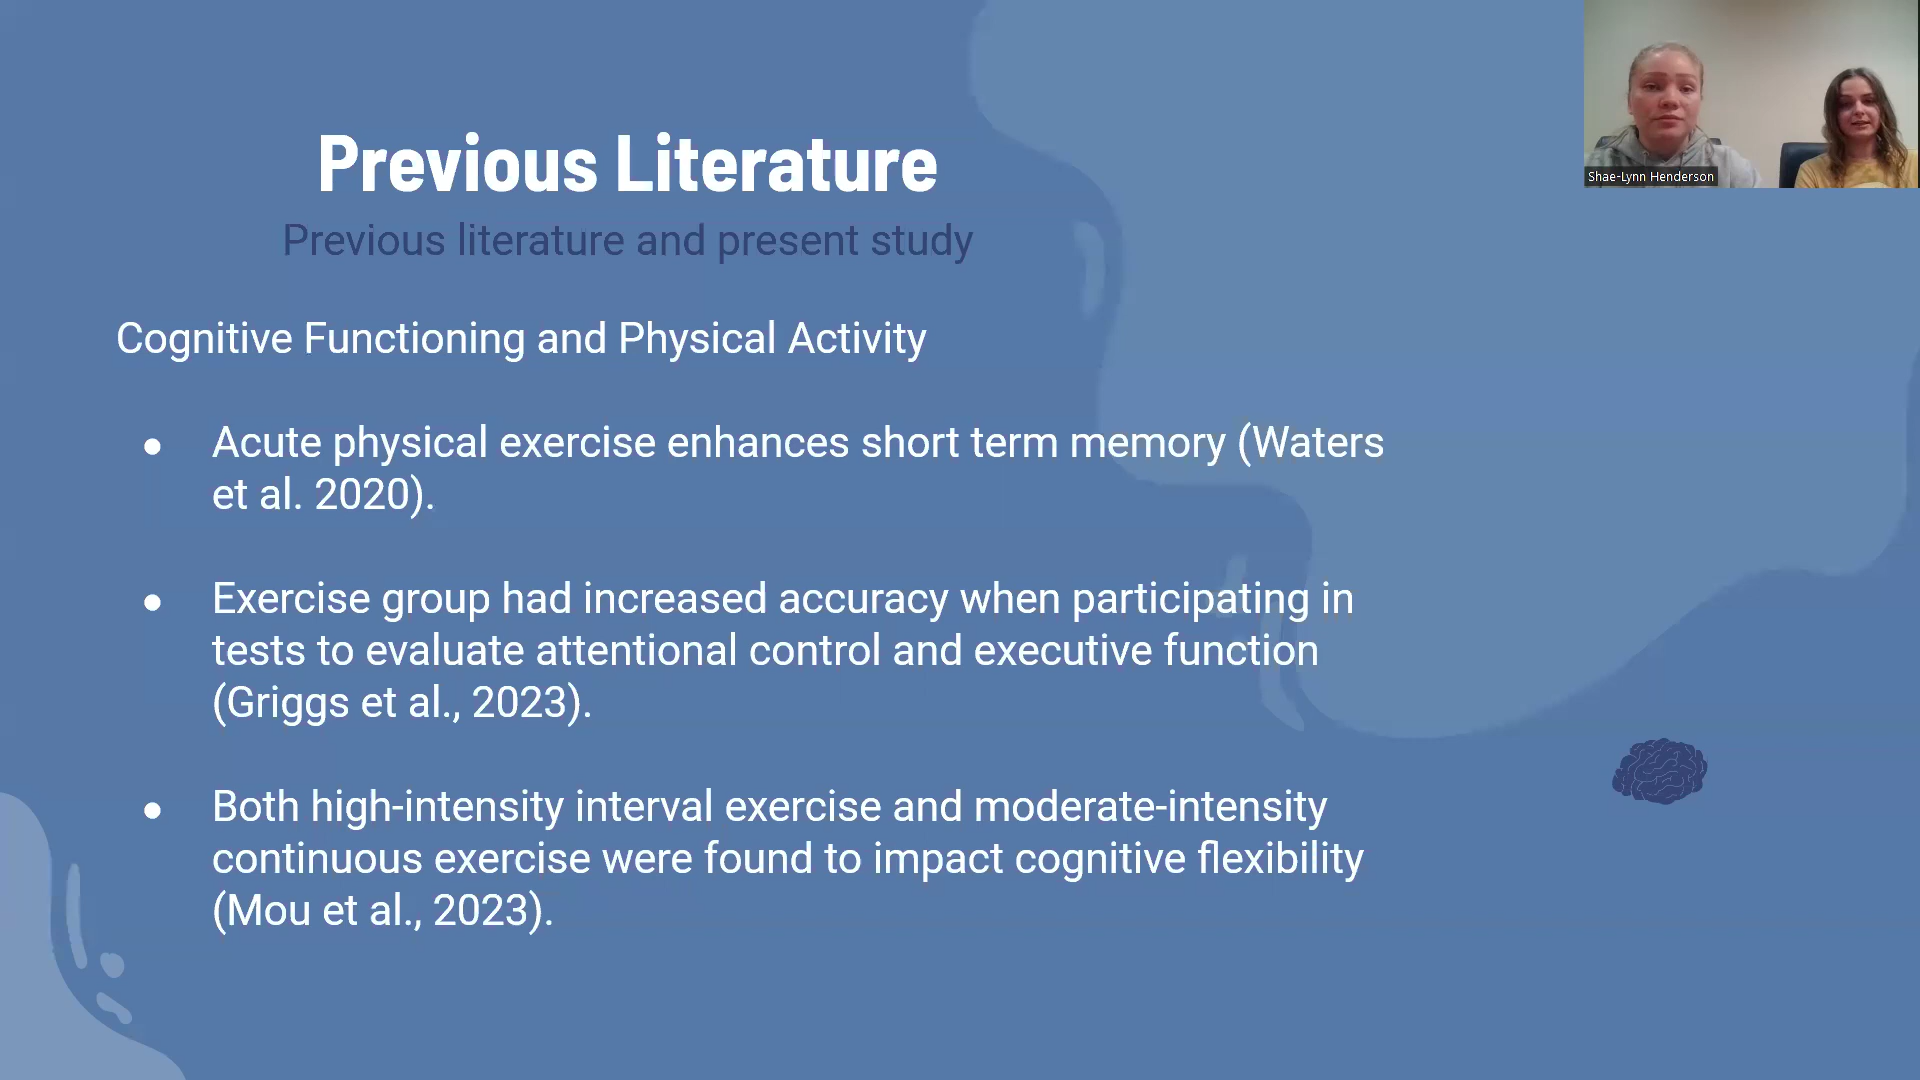 Previous Literature
Previous literature and present study
Cognitive Functioning and Physical Activity
● Acute physical exercise enhances short term memory (Waters
et al. 2020).
● Exercise group had increased accuracy when participating in
tests to evaluate attentional control and executive function
(Griggs et al., 2023).
● Both high-intensity interval exercise and moderate-intensity
continuous exercise were found to impact cognitive flexibility
(Mou et al., 2023).
Shae-Lynn Henderson